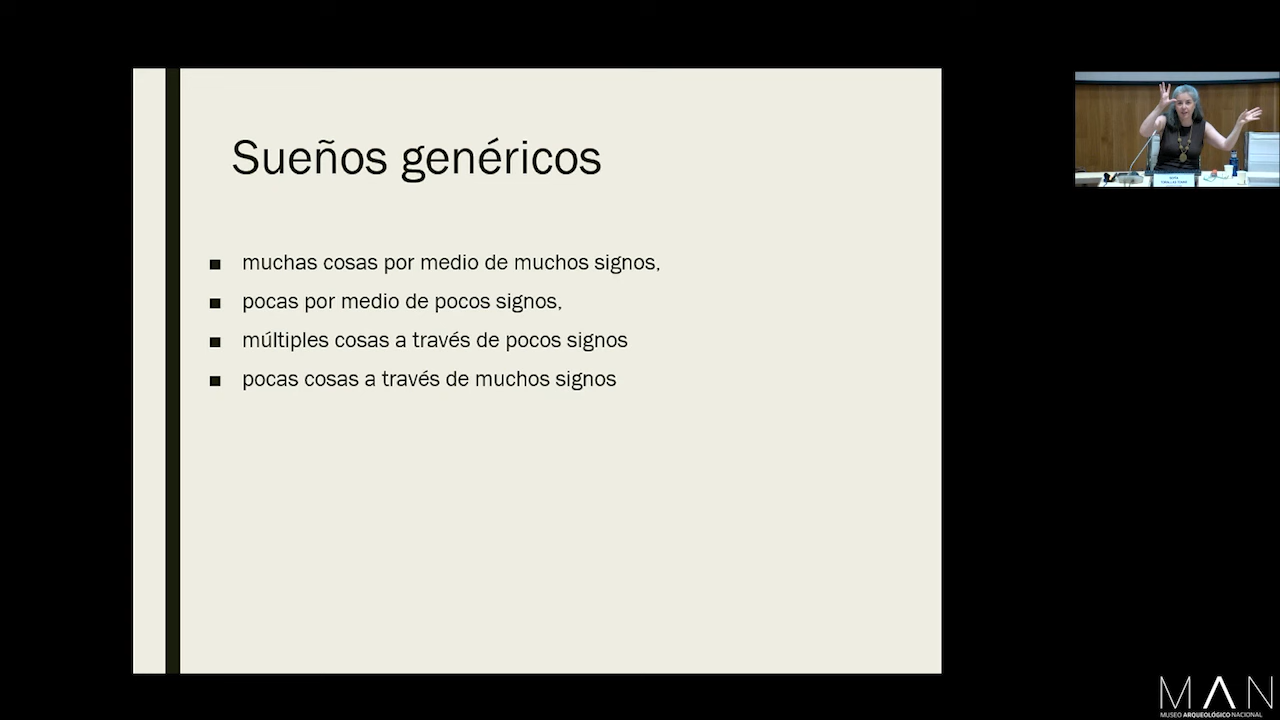 Sueños genéricos
■ muchas cosas por medio de muchos signos,
■ pocas por medio de pocos signos,
■ múltiples cosas a través de pocos signos
■ pocas cosas a través de muchos signos
MAN
MUSEO ARQUEOLÓGICO NACIONAL